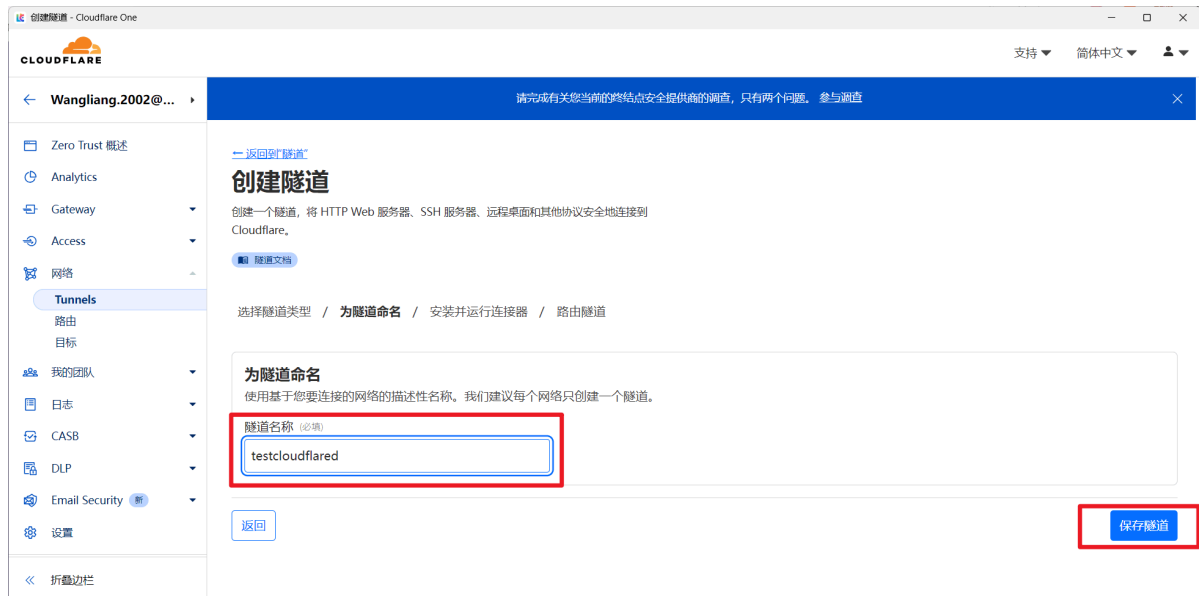 创建隧道 - Cloudflare One
CLOUDFLARE
支持
简体中文
Wangliang.2002@...
请完成有关您当前的终结点安全提供商的调查，只有两个问题。 参与调查
Zero Trust 概述
Analytics
Gateway
Access
网络
Tunnels
路由
目标
我的团队
日志
CASB
DLP
Email Security 新
设置
折叠边栏
← 返回到“隧道”
创建隧道
创建一个隧道，将 HTTP Web 服务器、SSH 服务器、远程桌面和其他协议安全地连接到
Cloudflare。
隧道文档
选择隧道类型 / 为隧道命名 / 安装并运行连接器 / 路由隧道
为隧道命名
使用基于您要连接的网络的描述性名称。我们建议每个网络只创建一个隧道。
隧道名称 (必填)
testcloudflared
返回
保存隧道